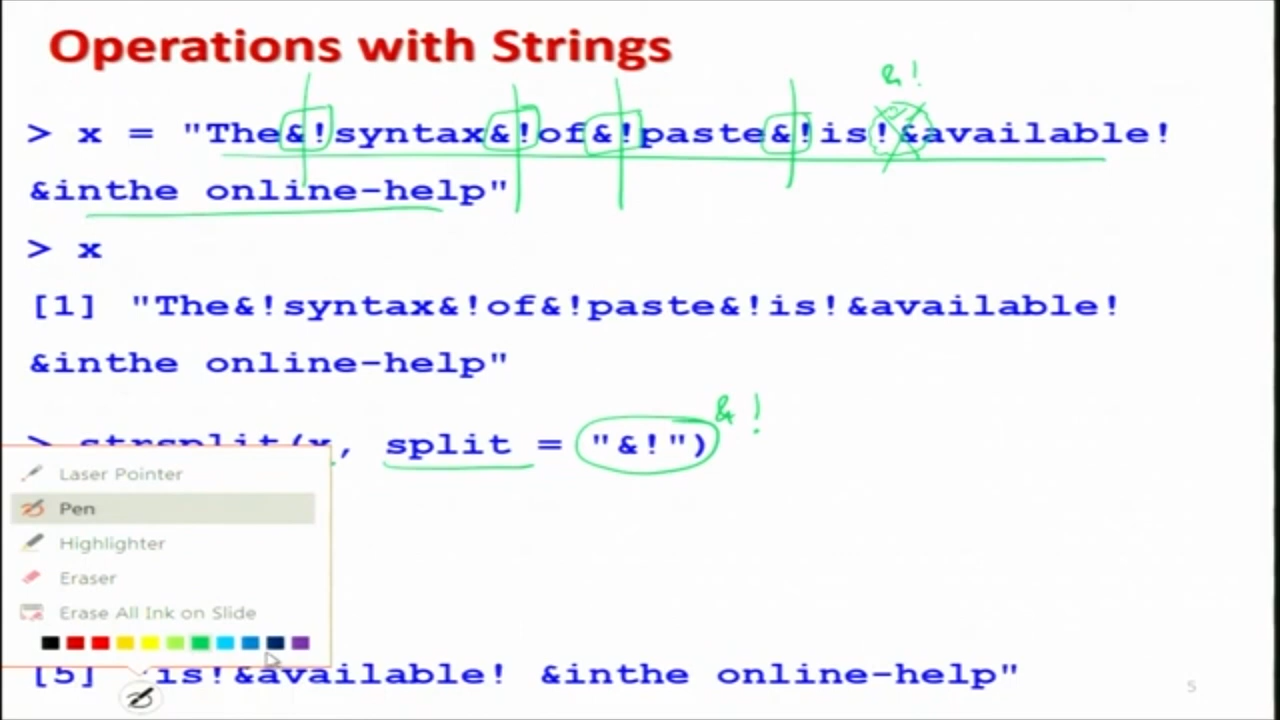 Operations with Strings
& !
> x = "The&!syntax&!of&!paste&!is!&available!
&inthe online-help"
> x
[1] "The&!syntax&!of&!paste&!is!&available!
&inthe online-help"
& !
> strsplit(x, split = "&!")
Laser Pointer
Pen
Highlighter
Eraser
Erase All Ink on Slide
[5] "is!&available! &inthe online-help"
5